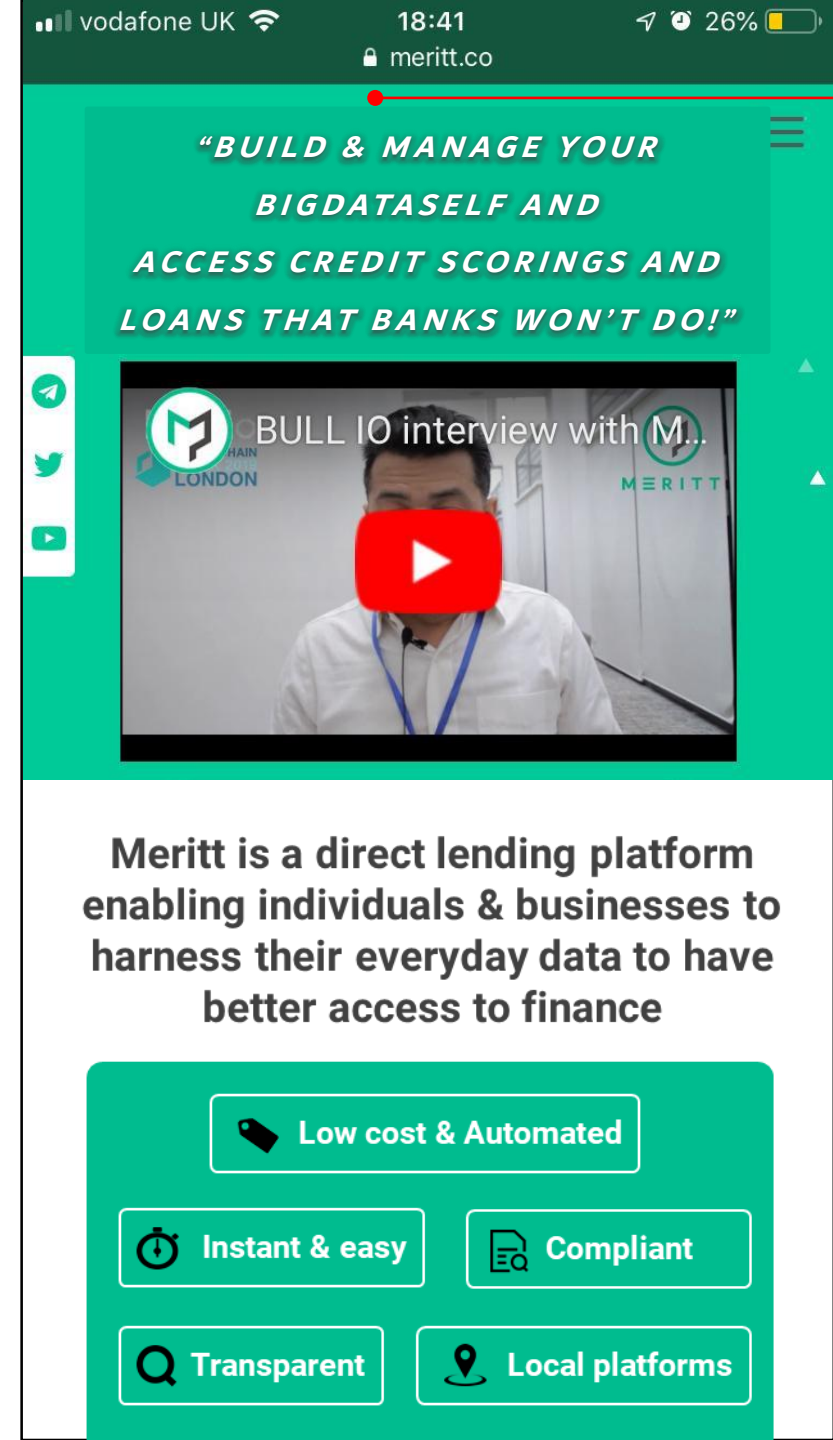 vodafone UK 18:41 26%
meritt.co
“BUILD & MANAGE YOUR
BIGDATASELF AND
ACCESS CREDIT SCORINGS AND
LOANS THAT BANKS WON’T DO!”
BULL IO interview with M...
HAIN
LONDON
MERITT
Meritt is a direct lending platform
enabling individuals & businesses to
harness their everyday data to have
better access to finance
Low cost & Automated
Instant & easy
Compliant
Transparent
Local platforms